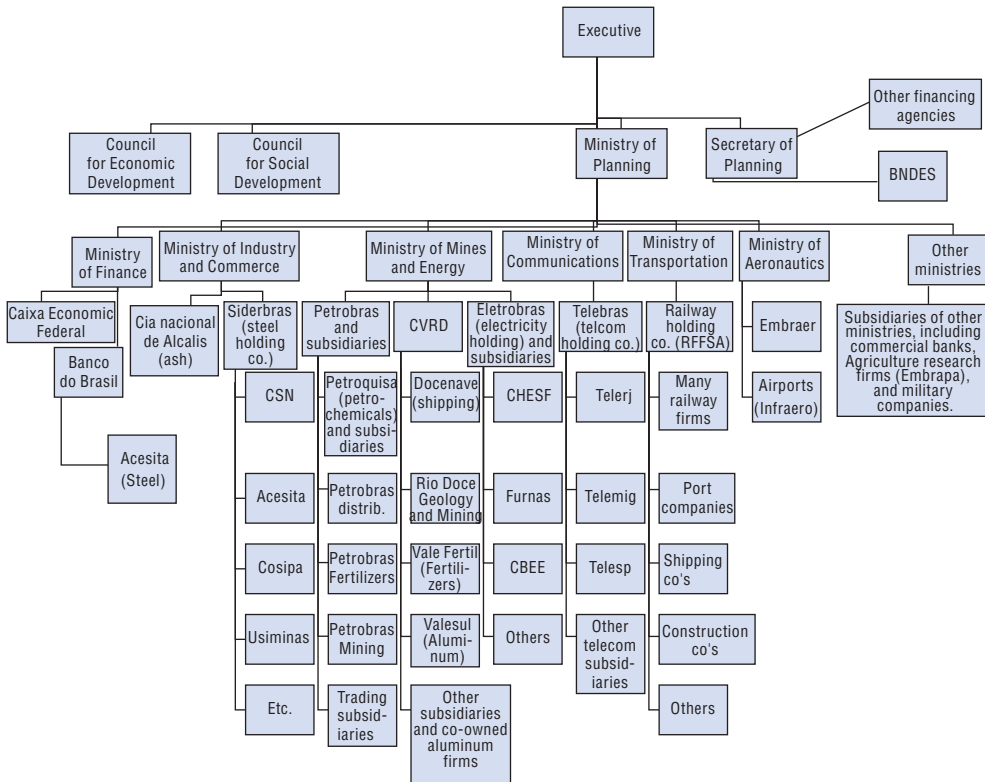 Executive
Other financing
agencies
Council
for Economic
Development
Council
for Social
Development
Ministry of
Planning
Secretary of
Planning
BNDES
Ministry
of Finance
Ministry of Industry
and Commerce
Ministry of Mines
and Energy
Ministry of
Communications
Ministry of
Transportation
Ministry of
Aeronautics
Other
ministries
Caixa Economic
Federal
Cia nacional
de Alcalis
(ash)
Siderbras
(steel
holding co.)
Petrobras
and
subsidiaries
CVRD
Eletrobras
(electricity
holding) and
subsidiaries
Telebras
(telcom
holding co.)
Railway
holding
co. (RFFSA)
Embraer
Subsidiaries of other
ministries, including
commercial banks,
Agriculture research
firms (Embrapa),
and military
companies.
Banco
do Brasil
CSN
Petroquisa
(petro-
chemicals)
and subsi-
diaries
Docenave
(shipping)
CHESF
Telerj
Many
railway
firms
Airports
(Infraero)
Acesita
(Steel)
Acesita
Petrobras
distrib.
Rio Doce
Geology
and Mining
Furnas
Telemig
Port
companies
Cosipa
Petrobras
Fertilizers
Vale Fertil
(Fertili-
zers)
CBEE
Telesp
Shipping
co's
Usiminas
Petrobras
Mining
Valesul
(Alumi-
num)
Others
Other
telecom
subsid-
iaries
Construction
co's
Etc.
Trading
subsid-
iaries
Other
subsidiaries
and co-owned
aluminum
firms
Others